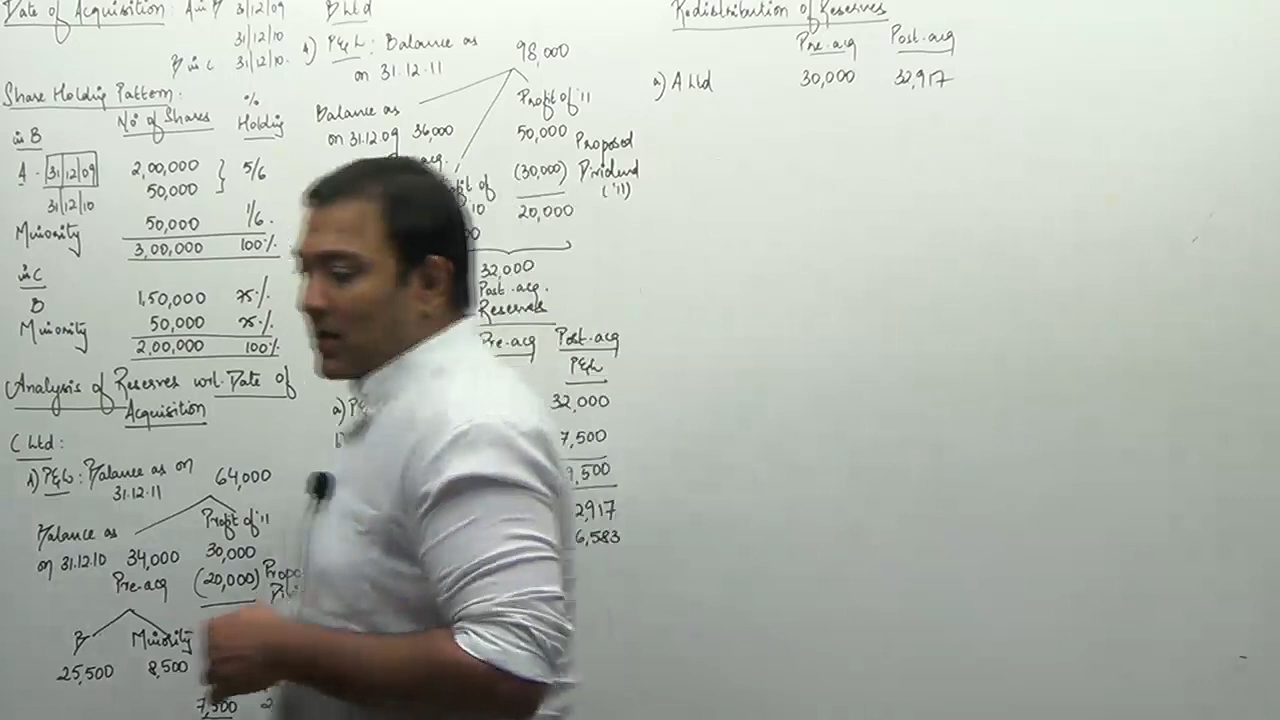 Date of Acquisition : A in B 3/12/09
31/12/10
B in C 31/12/10.
Share Holding Pattern:
No of Shares % Holding
in B
A - 31/12/09 2,00,000 } 5/6
31/12/10 50,000
Minority 50,000 1/6.
3,00,000 100%
in C
B 1,50,000 75%
Minority 50,000 25%
2,00,000 100%
Analysis of Reserves w.r.t. Date of
Acquisition
C Ltd :
1) P&L : Balance as on 64,000
31.12.11
Balance as
on 31.12.10 34,000
Pre-acq
Profit of '11
30,000
(20,000)
B Minority
25,500 8,500
7,500
B Ltd
1) P&L : Balance as 98,000
on 31.12.11
Balance as
on 31.12.09 36,000
acq.
of
10
Profit of '11
50,000
(30,000) Proposed Dividend ('11)
20,000
32,000
Post-acq.
Reserves
Pre-acq Post-acq
P&L
a) 32,000
7,500
9,500
2,917
6,583
Redistribution of Reserves
Pre-acq Post-acq
a) A Ltd 30,000 32,917